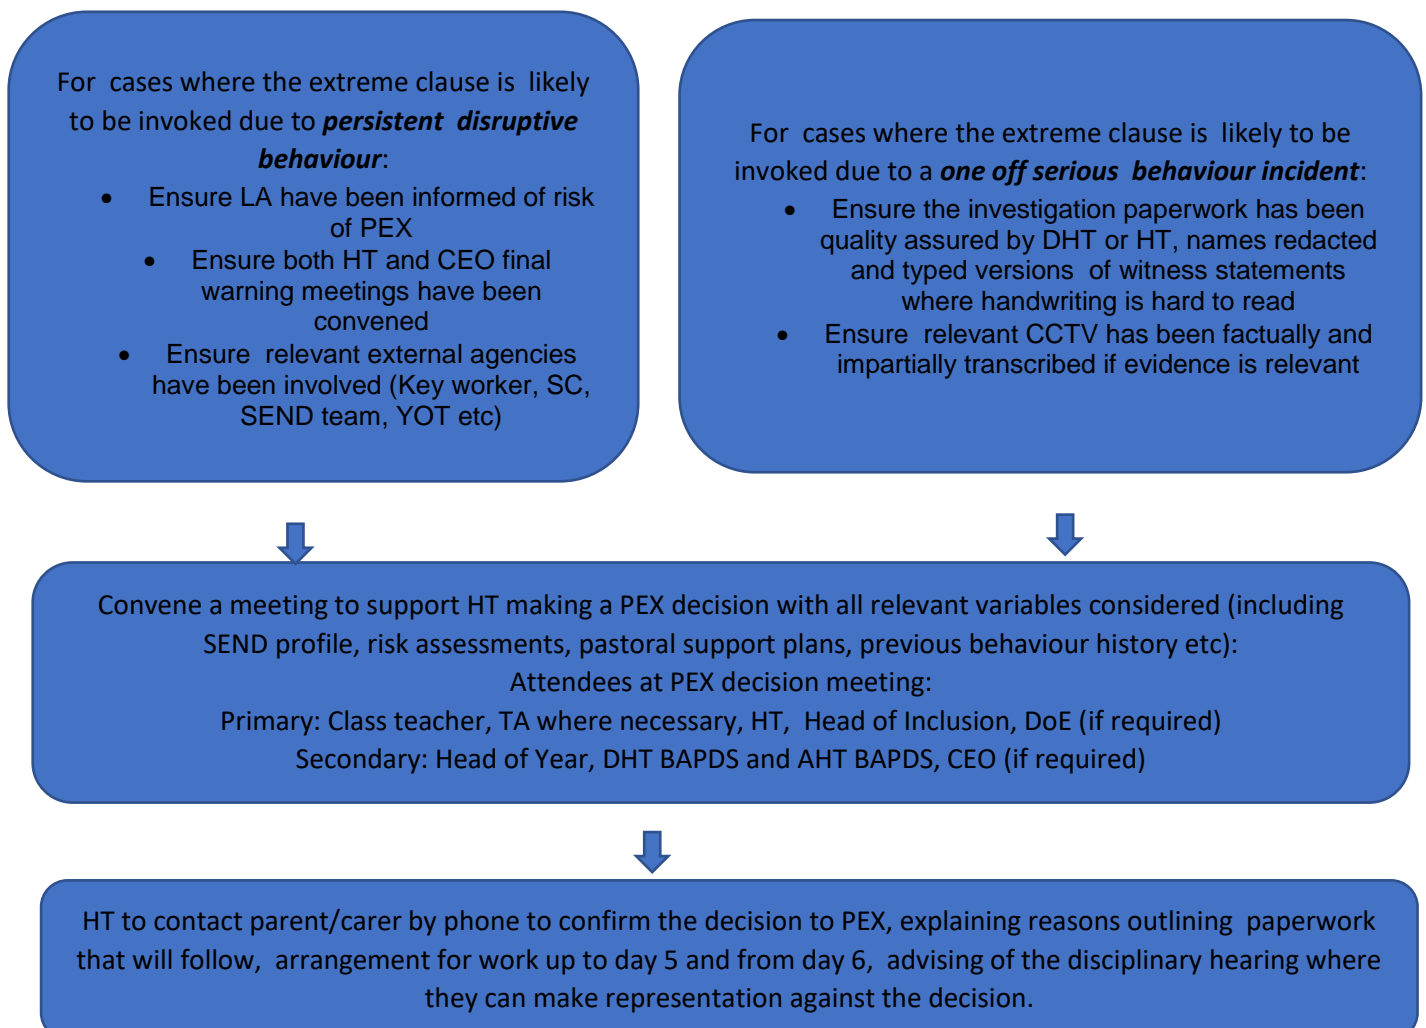 For cases where the extreme clause is likely
to be invoked due to persistent disruptive
behaviour:
• Ensure LA have been informed of risk
of PEX
• Ensure both HT and CEO final
warning meetings have been
convened
• Ensure relevant external agencies
have been involved (Key worker, SC,
SEND team, YOT etc)
For cases where the extreme clause is likely to be
invoked due to a one off serious behaviour incident:
• Ensure the investigation paperwork has been
quality assured by DHT or HT, names redacted
and typed versions of witness statements
where handwriting is hard to read
• Ensure relevant CCTV has been factually and
impartially transcribed if evidence is relevant
Convene a meeting to support HT making a PEX decision with all relevant variables considered (including
SEND profile, risk assessments, pastoral support plans, previous behaviour history etc):
Attendees at PEX decision meeting:
Primary: Class teacher, TA where necessary, HT, Head of Inclusion, DoE (if required)
Secondary: Head of Year, DHT BAPDS and AHT BAPDS, CEO (if required)
HT to contact parent/carer by phone to confirm the decision to PEX, explaining reasons outlining paperwork
that will follow, arrangement for work up to day 5 and from day 6, advising of the disciplinary hearing where
they can make representation against the decision.